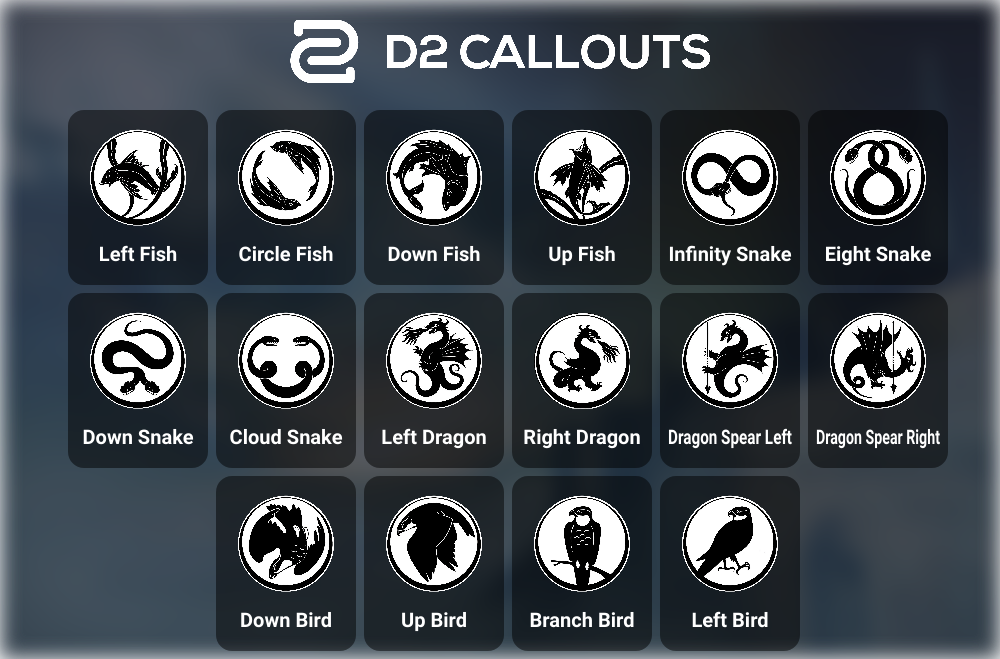 D2 CALLOUTS
Left Fish
Circle Fish
Down Fish
Up Fish
Infinity Snake
Eight Snake
Down Snake
Cloud Snake
Left Dragon
Right Dragon
Dragon Spear Left
Dragon Spear Right
Down Bird
Up Bird
Branch Bird
Left Bird